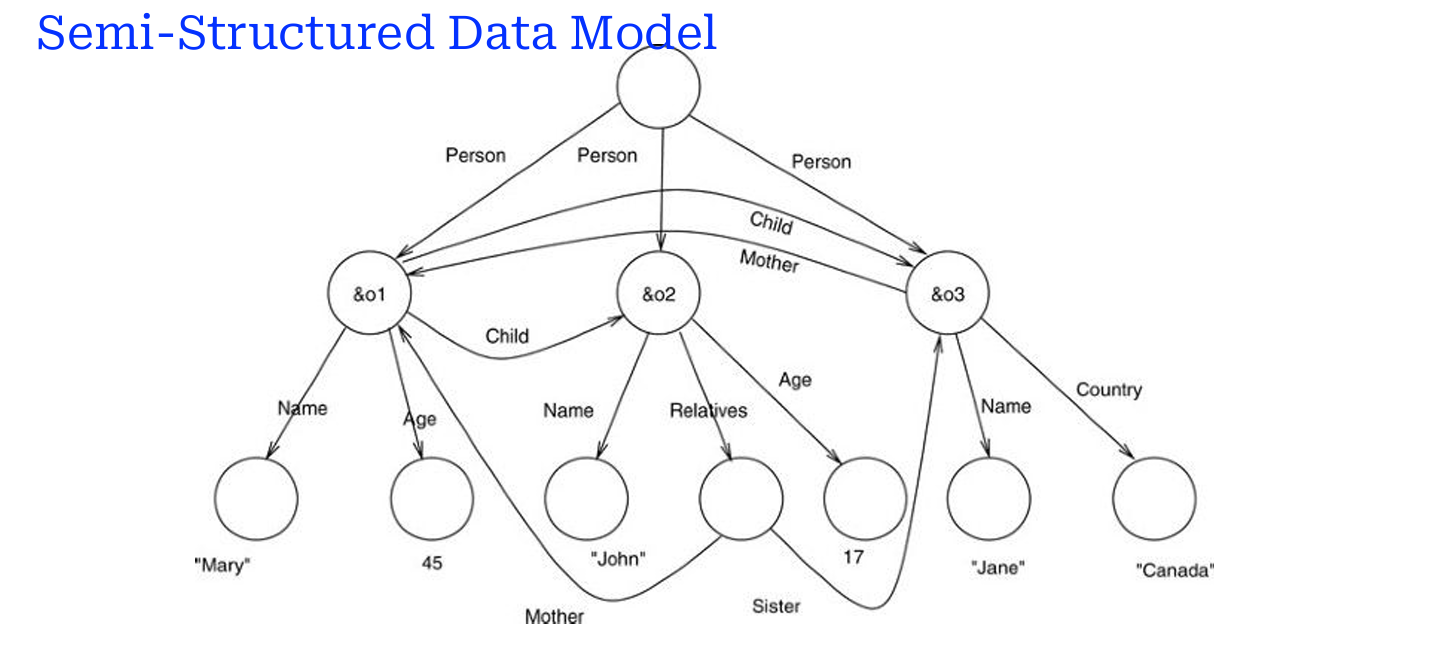 Semi-Structured Data Model
Person
Person
Person
Child
Mother
&o1
&o2
&o3
Child
Age
Country
Name
Age
Name
Relatives
Name
"Mary"
45
"John"
17
"Jane"
"Canada"
Mother
Sister